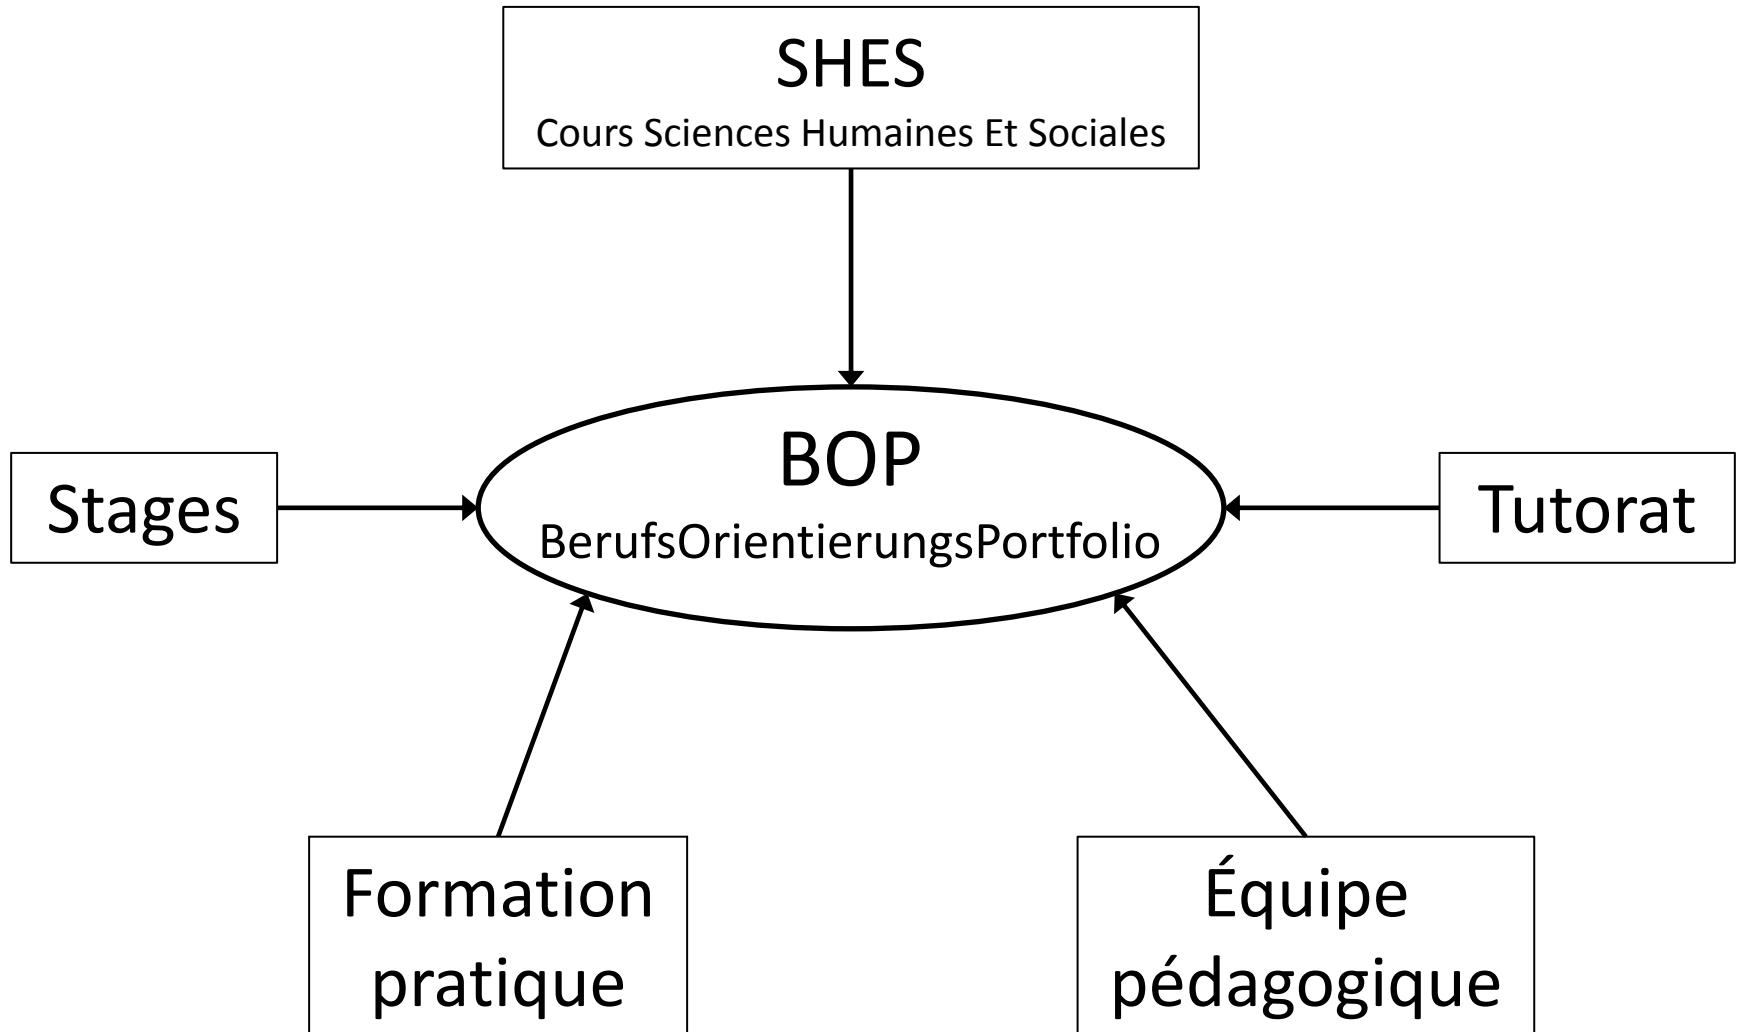 SHES
Cours Sciences Humaines Et Sociales
BOP
BerufsOrientierungsPortfolio
Stages
Tutorat
Formation
pratique
Équipe
pédagogique